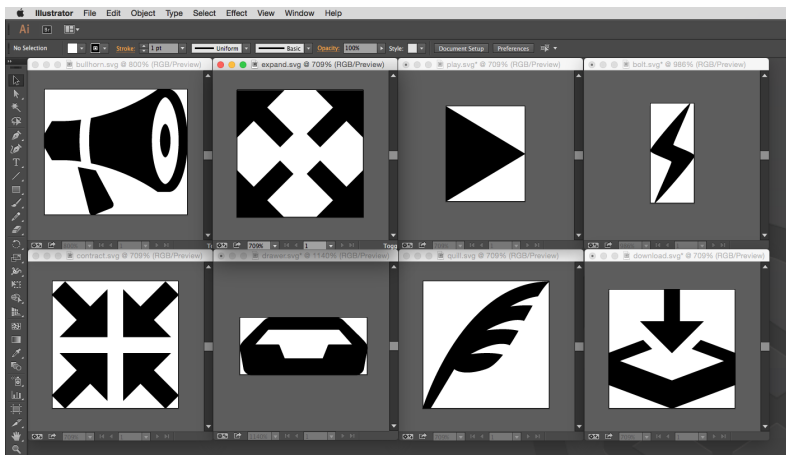 Illustrator File Edit Object Type Select Effect View Window Help
Ai Br
No Selection Stroke: 1 pt Uniform Basic Opacity: 100% Style: Document Setup Preferences
bullhorn.svg @ 800% (RGB/Preview) expand.svg @ 709% (RGB/Preview) play.svg* @ 709% (RGB/Preview) bolt.svg* @ 988% (RGB/Preview)
709% 1 Togg
contract.svg @ 709% (RGB/Preview) drawer.svg* @ 1140% (RGB/Preview) quill.svg @ 709% (RGB/Preview) download.svg* @ 709% (RGB/Preview)